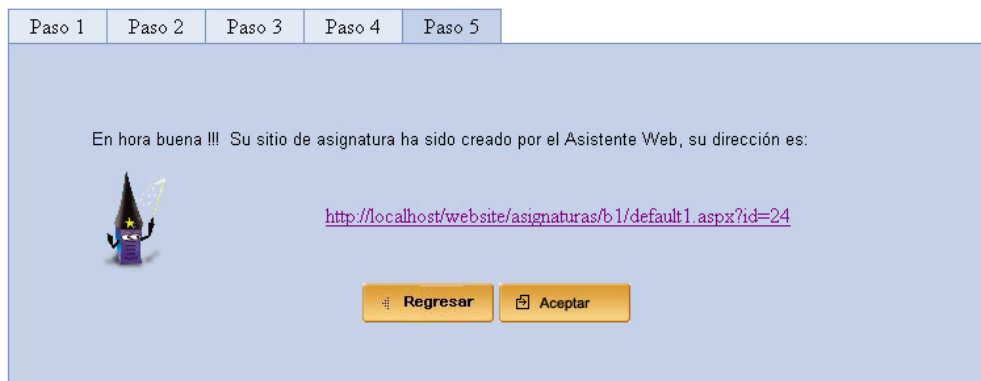 Paso 1 Paso 2 Paso 3 Paso 4 Paso 5
En hora buena !!! Su sitio de asignatura ha sido creado por el Asistente Web, su dirección es:
http://localhost/website/asignaturas/b1/default1.aspx?id=24
Regresar Aceptar